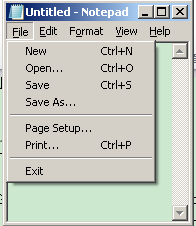 Untitled - Notepad
File Edit Format View Help
New Ctrl+N
Open... Ctrl+O
Save Ctrl+S
Save As...
Page Setup...
Print... Ctrl+P
Exit